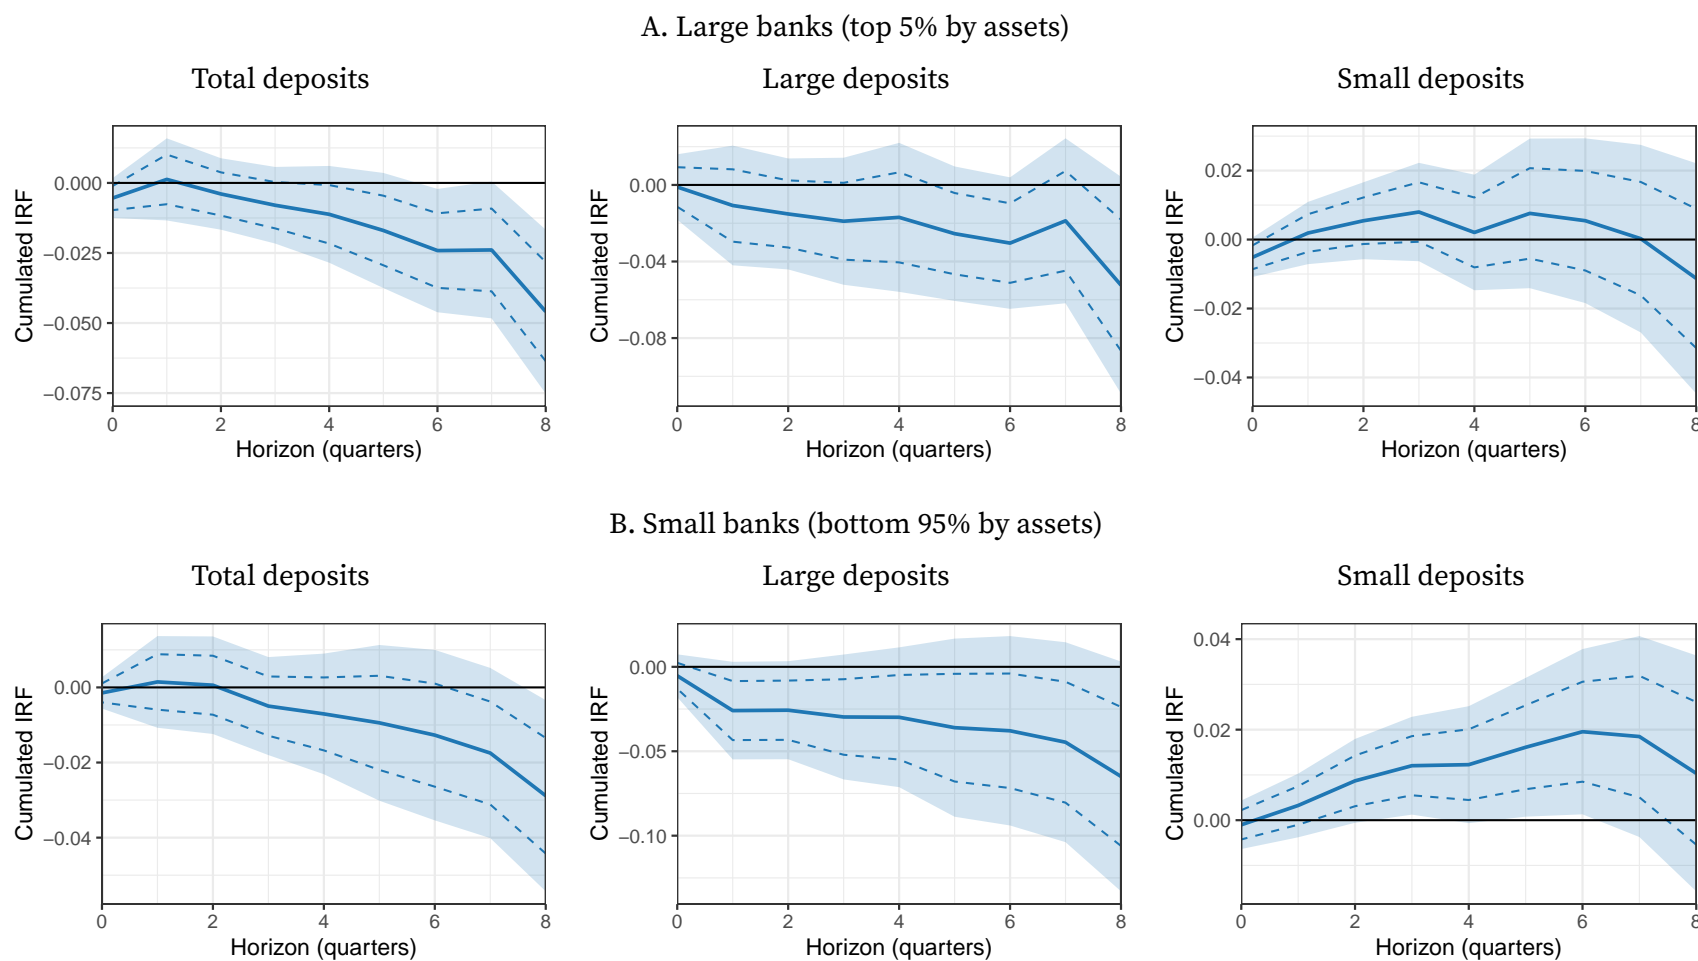 A. Large banks (top 5% by assets)
Total deposits
Large deposits
Small deposits
Cumulated IRF
0.000
−0.025
−0.050
−0.075
0 2 4 6 8
Horizon (quarters)
Cumulated IRF
0.00
−0.04
−0.08
0 2 4 6 8
Horizon (quarters)
Cumulated IRF
0.02
0.00
−0.02
−0.04
0 2 4 6 8
Horizon (quarters)
B. Small banks (bottom 95% by assets)
Total deposits
Large deposits
Small deposits
Cumulated IRF
0.00
−0.02
−0.04
0 2 4 6 8
Horizon (quarters)
Cumulated IRF
0.00
−0.05
−0.10
0 2 4 6 8
Horizon (quarters)
Cumulated IRF
0.04
0.02
0.00
0 2 4 6 8
Horizon (quarters)